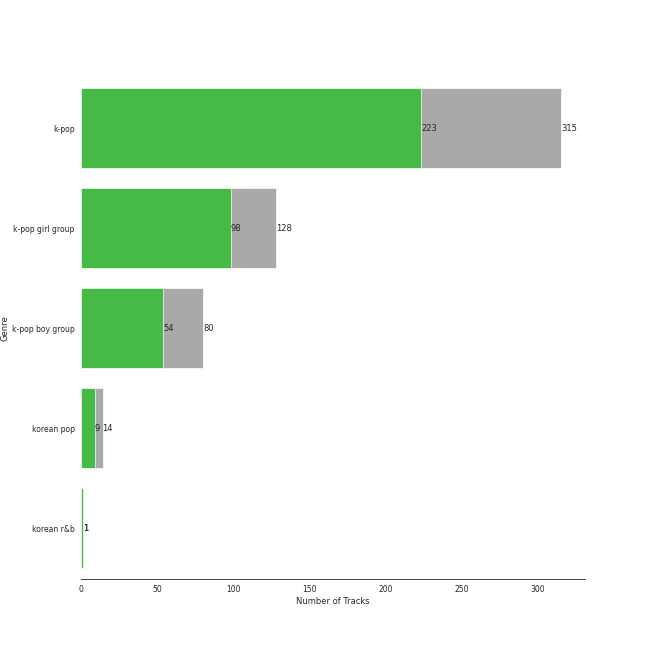 k-pop
223
315
k-pop girl group
98
128
k-pop boy group
54
80
korean pop
9
14
korean r&b
1
Genre
0
50
100
150
200
250
300
Number of Tracks